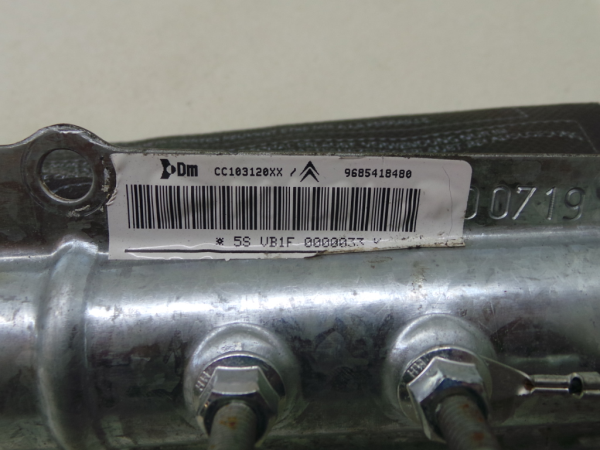 Dm CC103120XX / 9685418480
00719
* 5S VB1F 0000033